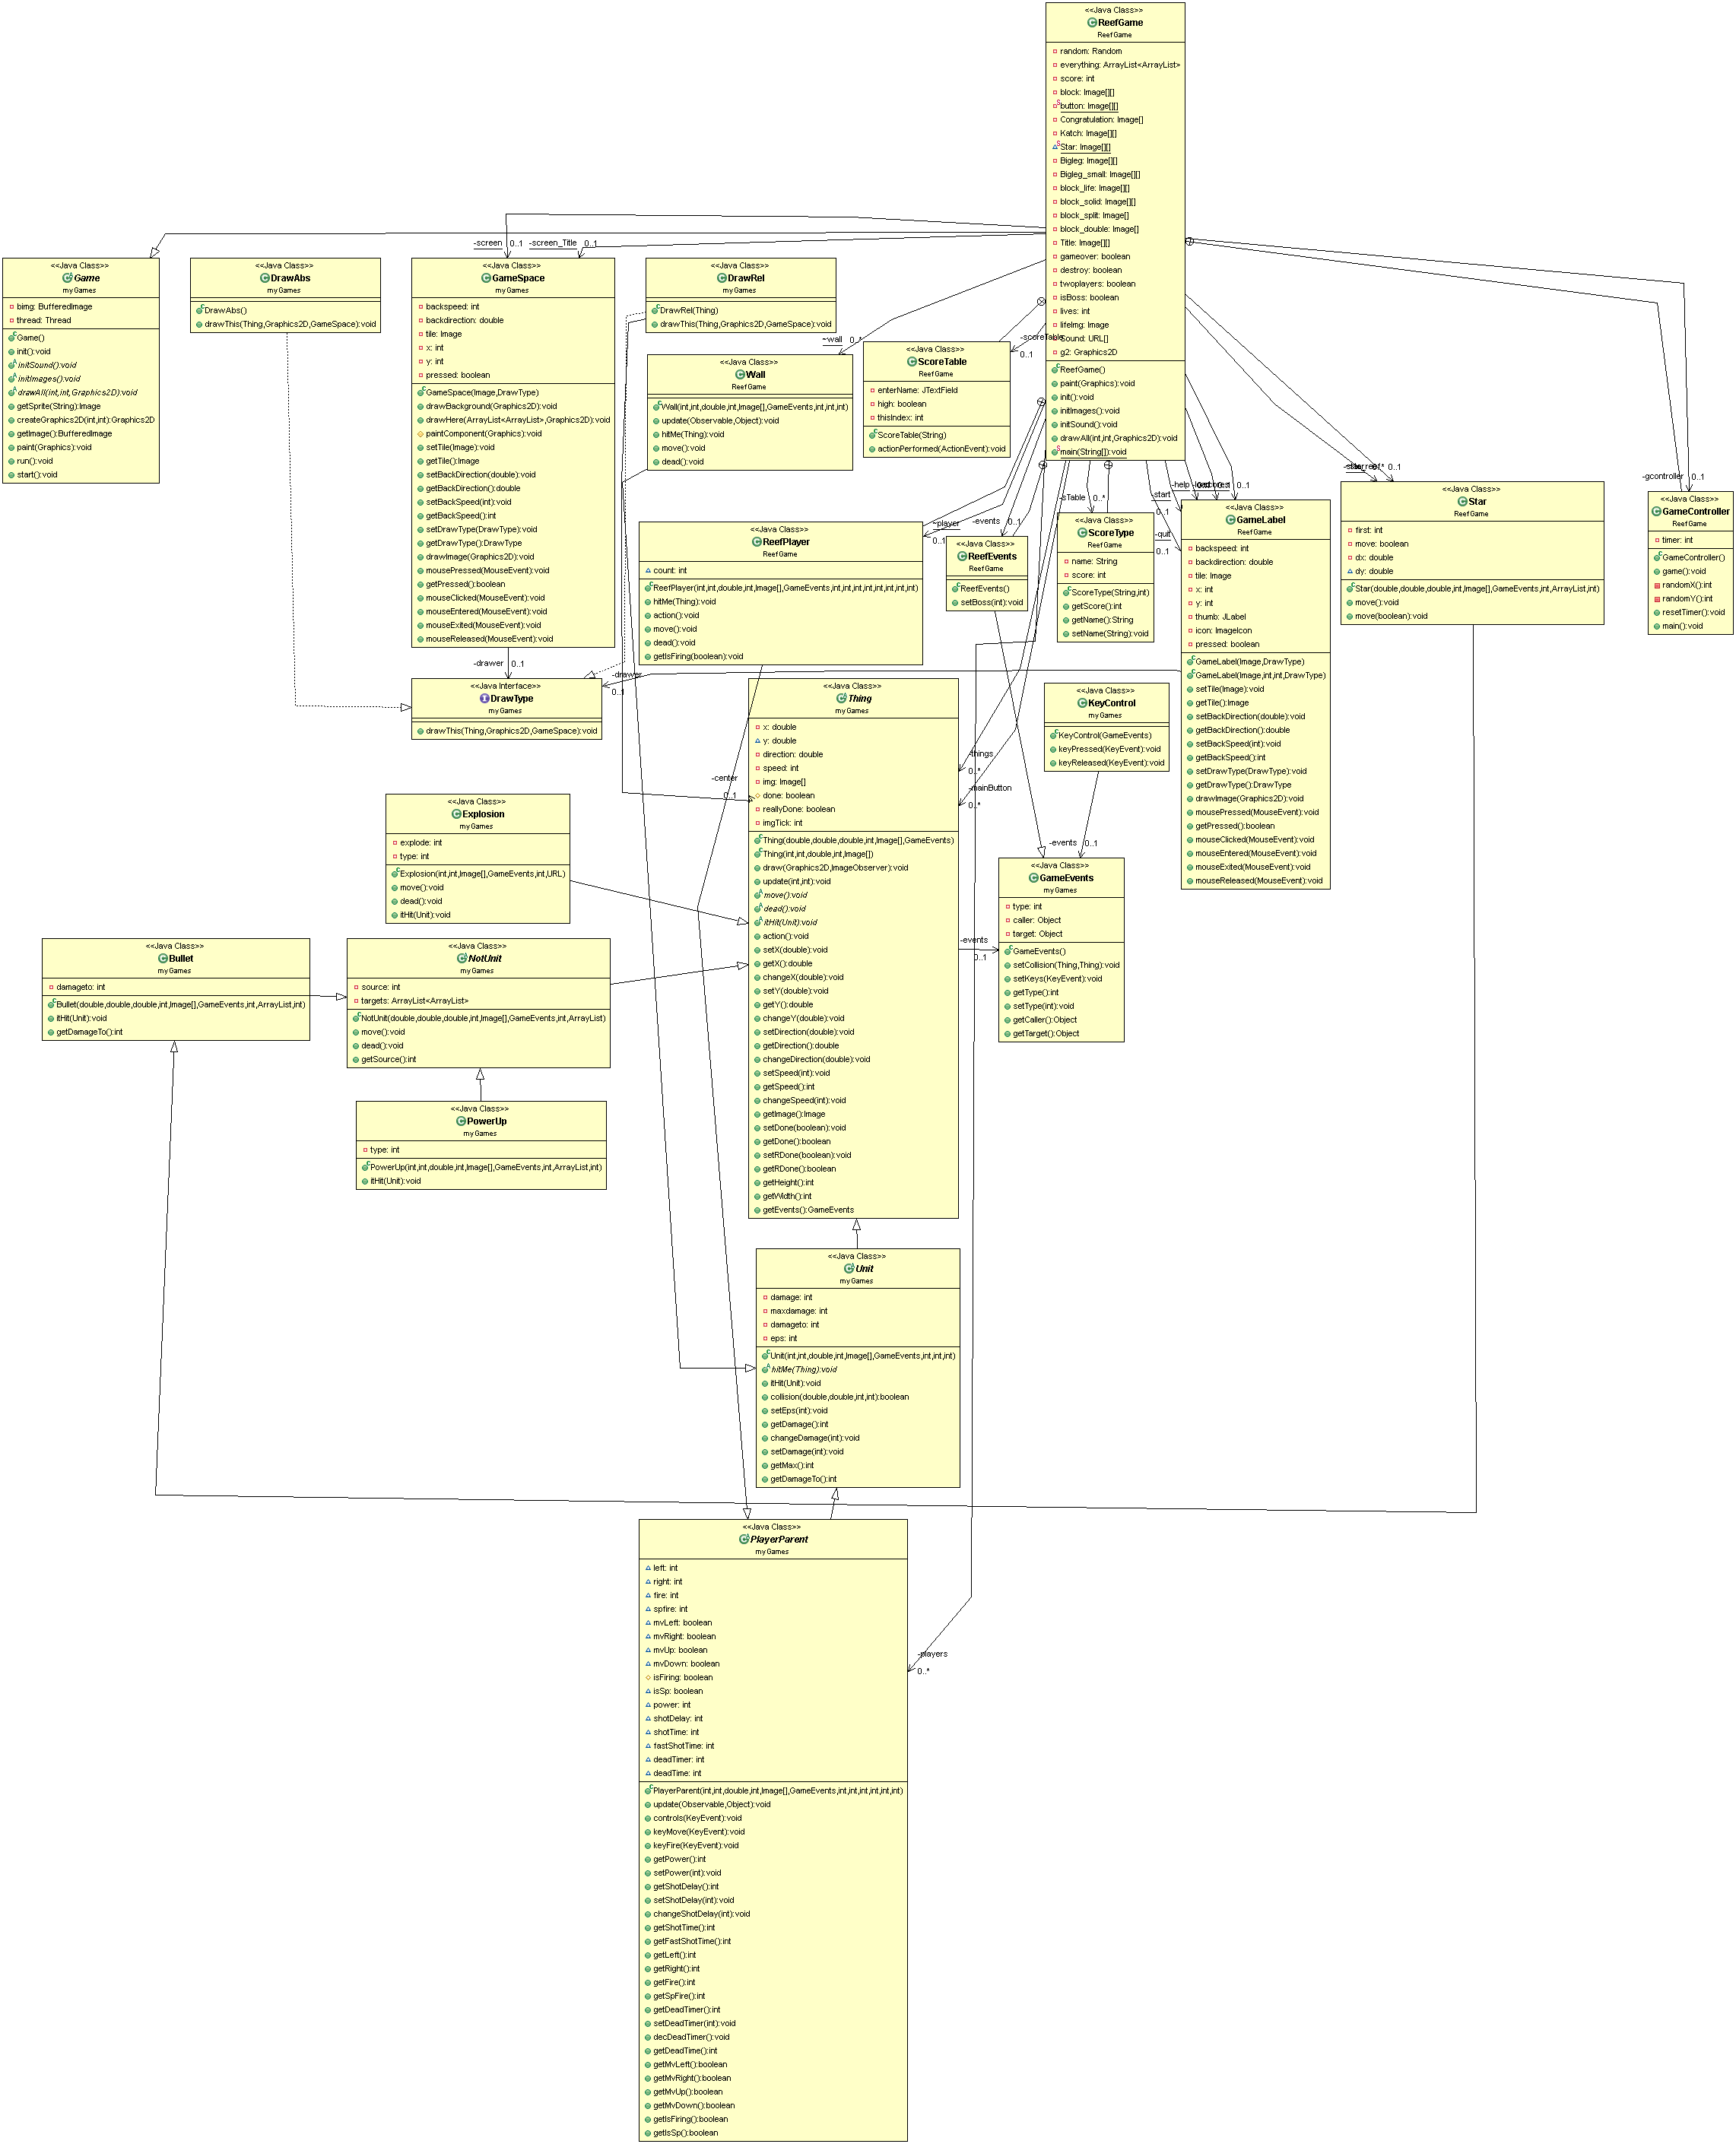 <<Java Class>>
ReefGame
ReefGame
random: Random
everything: ArrayList<ArrayList>
score: int
block: Image[][]
button: Image[][]
Congratulation: Image[]
Katch: Image[][]
Star: Image[][]
Bigleg: Image[][]
Bigleg_small: Image[][]
block_life: Image[][]
block_solid: Image[][]
block_split: Image[]
block_double: Image[]
Title: Image[][]
gameover: boolean
destroy: boolean
twoplayers: boolean
isBoss: boolean
lives: int
lifeImg: Image
Sound: URL[]
g2: Graphics2D
ReefGame()
paint(Graphics):void
init():void
initImages():void
initSound():void
drawAll(int,int,Graphics2D):void
main(String[]):void
-screen 0..1
-screen_Title 0..1
<<Java Class>>
Game
myGames
bimg: BufferedImage
thread: Thread
Game()
init():void
initSound():void
initImages():void
drawAll(int,int,Graphics2D):void
getSprite(String):Image
createGraphics2D(int,int):Graphics2D
getImage():BufferedImage
paint(Graphics):void
run():void
start():void
<<Java Class>>
DrawAbs
myGames
DrawAbs()
drawThis(Thing,Graphics2D,GameSpace):void
<<Java Class>>
GameSpace
myGames
backspeed: int
backdirection: double
tile: Image
x: int
y: int
pressed: boolean
GameSpace(Image,DrawType)
drawBackground(Graphics2D):void
drawHere(ArrayList<ArrayList>,Graphics2D):void
paintComponent(Graphics):void
setTile(Image):void
getTile():Image
setBackDirection(double):void
getBackDirection():double
setBackSpeed(int):void
getBackSpeed():int
setDrawType(DrawType):void
getDrawType():DrawType
drawImage(Graphics2D):void
mousePressed(MouseEvent):void
getPressed():boolean
mouseClicked(MouseEvent):void
mouseEntered(MouseEvent):void
mouseExited(MouseEvent):void
mouseReleased(MouseEvent):void
<<Java Class>>
DrawRel
myGames
DrawRel(Thing)
drawThis(Thing,Graphics2D,GameSpace):void
~wall 0..*
<<Java Class>>
Wall
ReefGame
Wall(int,int,double,int,Image[],GameEvents,int,int,int)
update(Observable,Object):void
hitMe(Thing):void
move():void
dead():void
-scoreTable
0..1
<<Java Class>>
ScoreTable
ReefGame
enterName: JTextField
high: boolean
thisIndex: int
ScoreTable(String)
actionPerformed(ActionEvent):void
~player
0..1
<<Java Class>>
ReefPlayer
ReefGame
count: int
ReefPlayer(int,int,double,int,Image[],GameEvents,int,int,int,int,int,int,int,int)
hitMe(Thing):void
action():void
move():void
dead():void
getIsFiring(boolean):void
-events 0..1
<<Java Class>>
ReefEvents
ReefGame
ReefEvents()
setBoss(int):void
-sTable 0..*
<<Java Class>>
ScoreType
ReefGame
name: String
score: int
ScoreType(String,int)
getScore():int
getName():String
setName(String):void
-start
0..1
-quit
0..1
-help
0..1
<<Java Class>>
GameLabel
ReefGame
backspeed: int
backdirection: double
tile: Image
x: int
y: int
thumb: JLabel
icon: ImageIcon
pressed: boolean
GameLabel(Image,DrawType)
GameLabel(Image,int,int,DrawType)
setTile(Image):void
getTile():Image
setBackDirection(double):void
getBackDirection():double
setBackSpeed(int):void
getBackSpeed():int
setDrawType(DrawType):void
getDrawType():DrawType
drawImage(Graphics2D):void
mousePressed(MouseEvent):void
getPressed():boolean
mouseClicked(MouseEvent):void
mouseEntered(MouseEvent):void
mouseExited(MouseEvent):void
mouseReleased(MouseEvent):void
0..1
<<Java Class>>
Star
ReefGame
first: int
move: boolean
dx: double
dy: double
Star(double,double,double,int,Image[],GameEvents,int,ArrayList,int)
move():void
move(boolean):void
-gcontroller
0..1
<<Java Class>>
GameController
ReefGame
timer: int
GameController()
game():void
randomX():int
randomY():int
resetTimer():void
main():void
-drawer 0..1
-drawer
0..1
<<Java Interface>>
DrawType
myGames
drawThis(Thing,Graphics2D,GameSpace):void
-center
0..1
<<Java Class>>
Thing
myGames
x: double
y: double
direction: double
speed: int
img: Image[]
done: boolean
reallyDone: boolean
imgTick: int
Thing(double,double,double,int,Image[],GameEvents)
Thing(int,int,double,int,Image[])
draw(Graphics2D,ImageObserver):void
update(int,int):void
move():void
dead():void
itHit(Unit):void
action():void
setX(double):void
getX():double
changeX(double):void
setY(double):void
getY():double
changeY(double):void
setDirection(double):void
getDirection():double
changeDirection(double):void
setSpeed(int):void
getSpeed():int
changeSpeed(int):void
getImage():Image
setDone(boolean):void
getDone():boolean
setRDone(boolean):void
getRDone():boolean
getHeight():int
getWidth():int
getEvents():GameEvents
-things
0..*
-mainButton
0..*
<<Java Class>>
KeyControl
myGames
KeyControl(GameEvents)
keyPressed(KeyEvent):void
keyReleased(KeyEvent):void
-events 0..1
<<Java Class>>
GameEvents
myGames
type: int
caller: Object
target: Object
GameEvents()
setCollision(Thing,Thing):void
setKeys(KeyEvent):void
getType():int
setType(int):void
getCaller():Object
getTarget():Object
-events
0..1
<<Java Class>>
Explosion
myGames
explode: int
type: int
Explosion(int,int,Image[],GameEvents,int,URL)
move():void
dead():void
itHit(Unit):void
<<Java Class>>
Bullet
myGames
damageto: int
Bullet(double,double,double,int,Image[],GameEvents,int,ArrayList,int)
itHit(Unit):void
getDamageTo():int
<<Java Class>>
NotUnit
myGames
source: int
targets: ArrayList<ArrayList>
NotUnit(double,double,double,int,Image[],GameEvents,int,ArrayList)
move():void
dead():void
getSource():int
<<Java Class>>
PowerUp
myGames
type: int
PowerUp(int,int,double,int,Image[],GameEvents,int,ArrayList,int)
itHit(Unit):void
<<Java Class>>
Unit
myGames
damage: int
maxdamage: int
damageto: int
eps: int
Unit(int,int,double,int,Image[],GameEvents,int,int,int)
hitMe(Thing):void
itHit(Unit):void
collision(double,double,int,int):boolean
setEps(int):void
getDamage():int
changeDamage(int):void
setDamage(int):void
getMax():int
getDamageTo():int
<<Java Class>>
PlayerParent
myGames
left: int
right: int
fire: int
spfire: int
mvLeft: boolean
mvRight: boolean
mvUp: boolean
mvDown: boolean
isFiring: boolean
isSp: boolean
power: int
shotDelay: int
shotTime: int
fastShotTime: int
deadTimer: int
deadTime: int
PlayerParent(int,int,double,int,Image[],GameEvents,int,int,int,int,int,int)
update(Observable,Object):void
controls(KeyEvent):void
keyMove(KeyEvent):void
keyFire(KeyEvent):void
getPower():int
setPower(int):void
getShotDelay():int
setShotDelay(int):void
changeShotDelay(int):void
getShotTime():int
getFastShotTime():int
getLeft():int
getRight():int
getFire():int
getSpFire():int
getDeadTimer():int
setDeadTimer(int):void
decDeadTimer():void
getDeadTime():int
getMvLeft():boolean
getMvRight():boolean
getMvUp():boolean
getMvDown():boolean
getIsFiring():boolean
getIsSp():boolean
-players
0..*